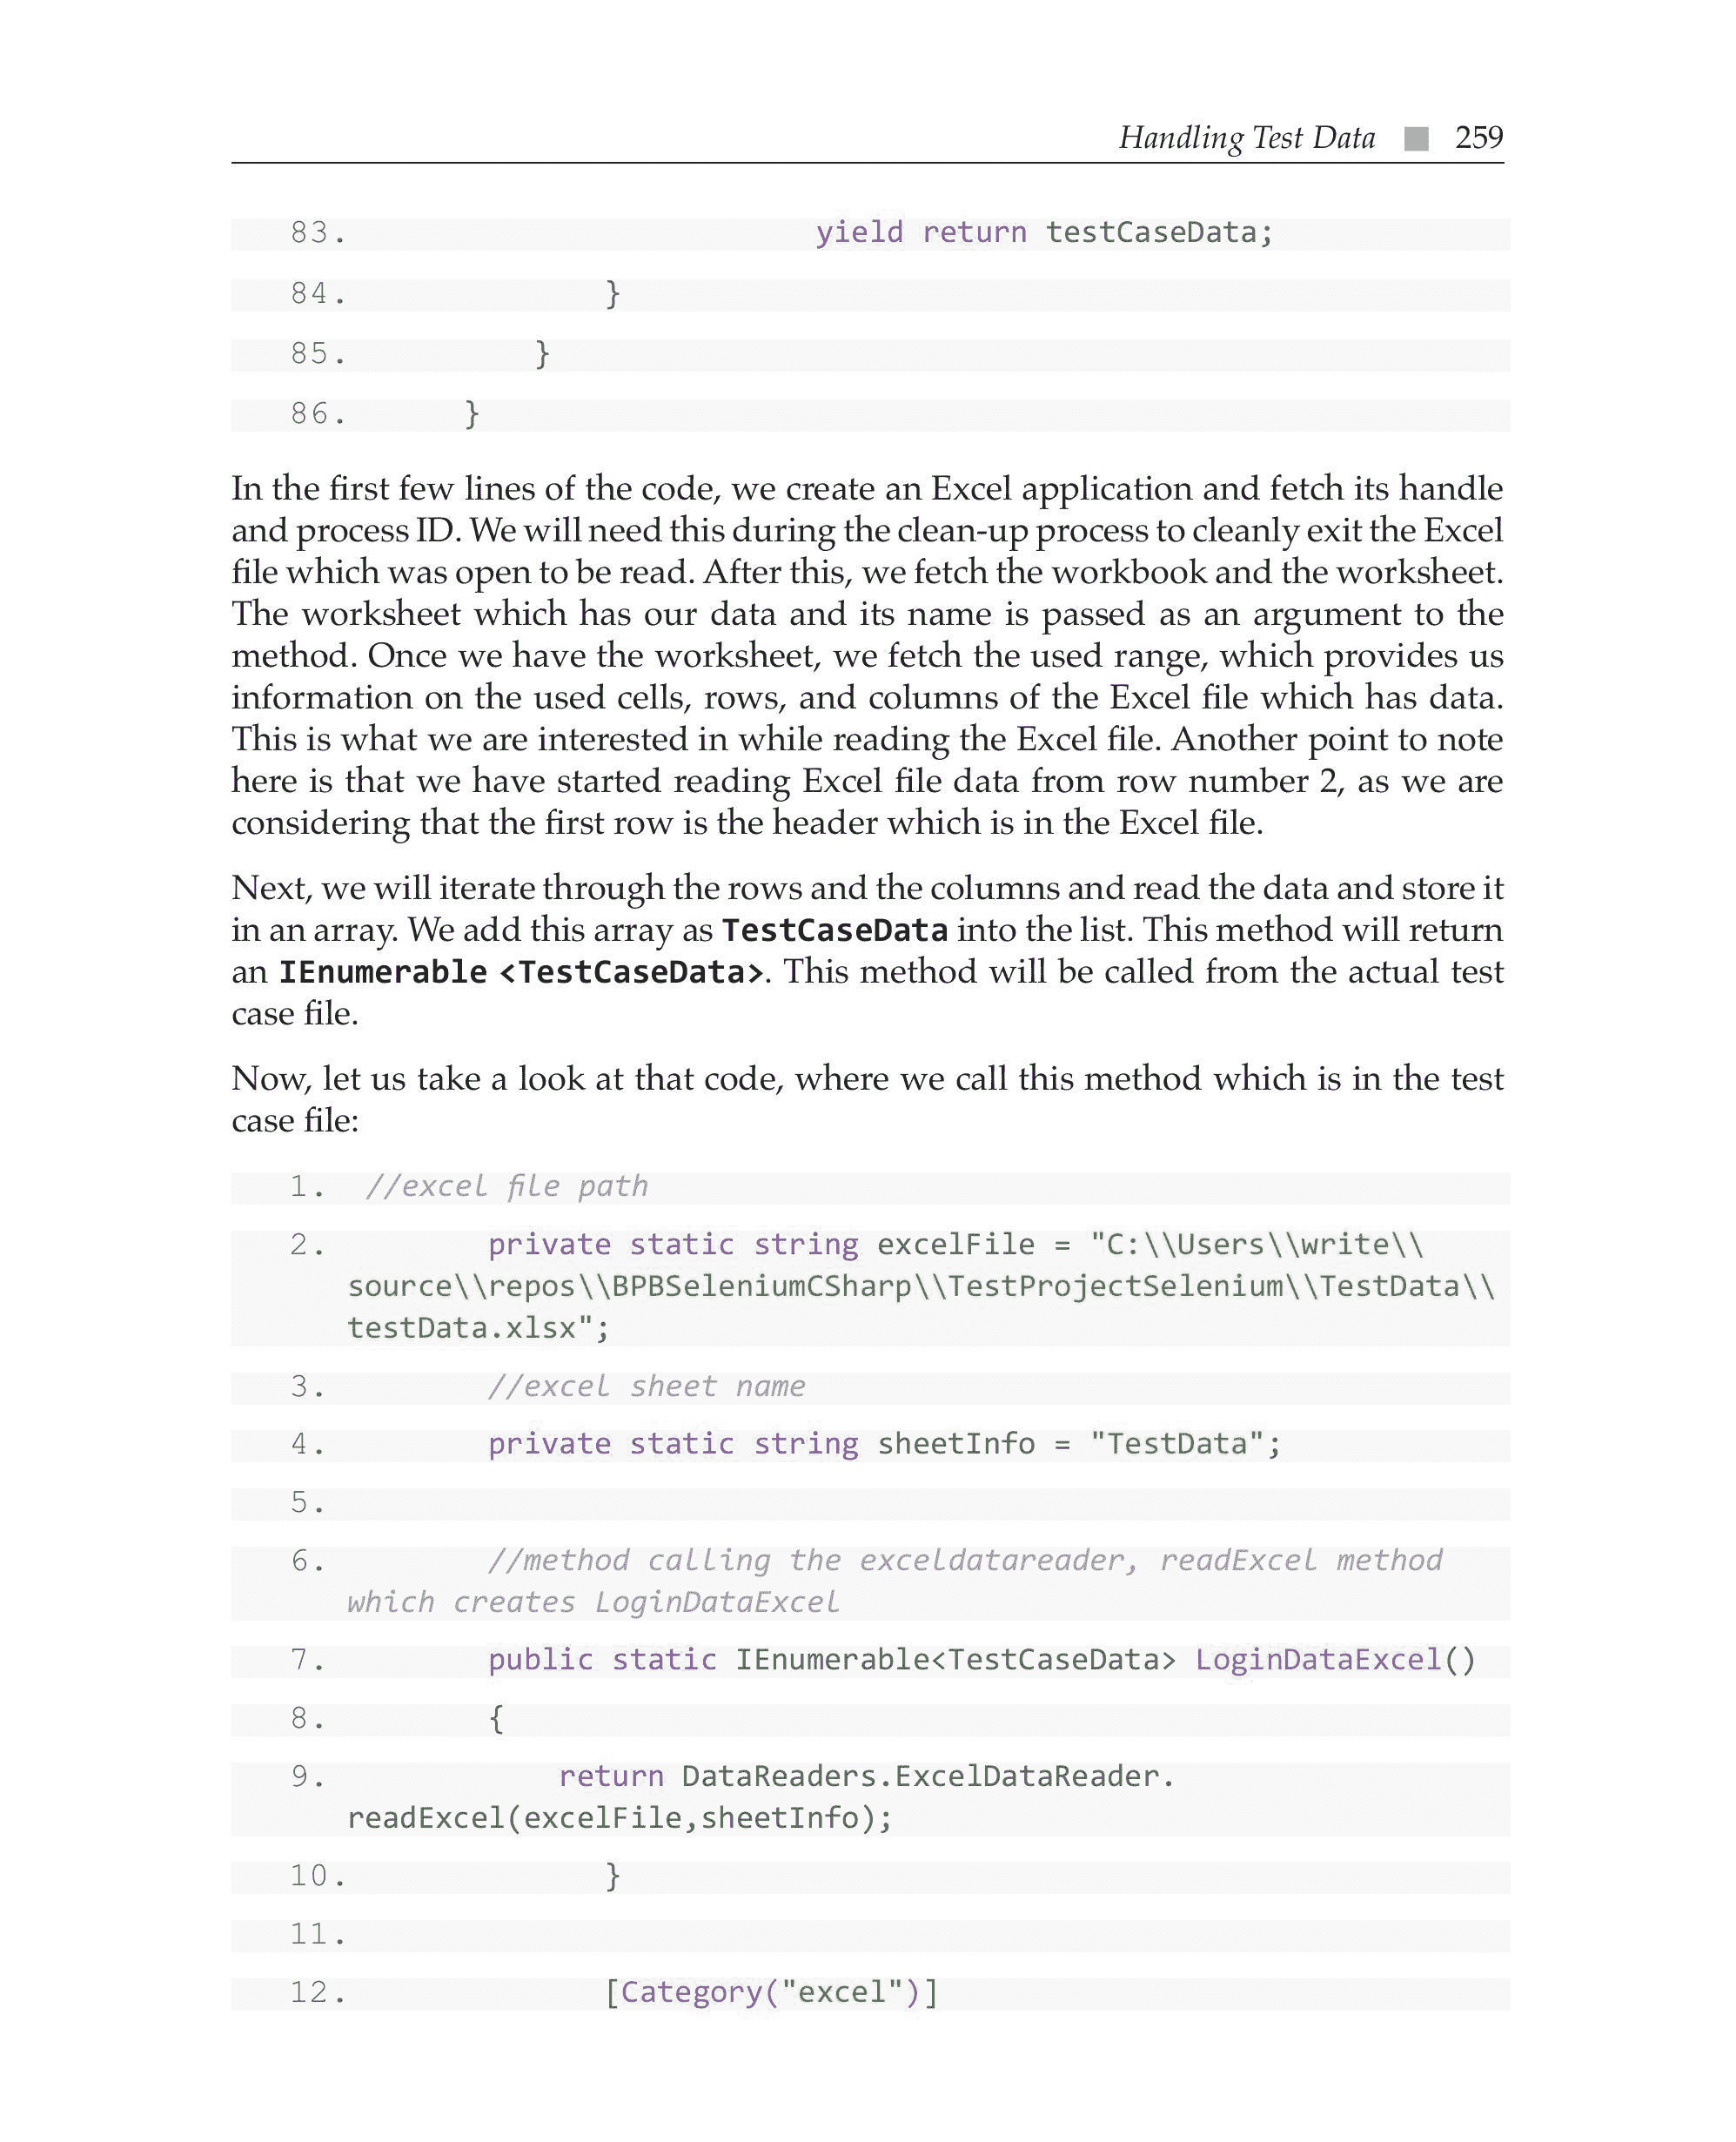 Handling Test Data 259
83. yield return testCaseData;
84. }
85. }
86. }
In the first few lines of the code, we create an Excel application and fetch its handle
and process ID. We will need this during the clean-up process to cleanly exit the Excel
file which was open to be read. After this, we fetch the workbook and the worksheet.
The worksheet which has our data and its name is passed as an argument to the
method. Once we have the worksheet, we fetch the used range, which provides us
information on the used cells, rows, and columns of the Excel file which has data.
This is what we are interested in while reading the Excel file. Another point to note
here is that we have started reading Excel file data from row number 2, as we are
considering that the first row is the header which is in the Excel file.
Next, we will iterate through the rows and the columns and read the data and store it
in an array. We add this array as TestCaseData into the list. This method will return
an IEnumerable <TestCaseData>. This method will be called from the actual test
case file.
Now, let us take a look at that code, where we call this method which is in the test
case file:
1. //excel file path
2. private static string excelFile = "C:\\Users\\write\\
source\\repos\\BPBSeleniumCSharp\\TestProjectSelenium\\TestData\\
testData.xlsx";
3. //excel sheet name
4. private static string sheetInfo = "TestData";
5.
6. //method calling the exceldatareader, readExcel method
which creates LoginDataExcel
7. public static IEnumerable<TestCaseData> LoginDataExcel()
8. {
9. return DataReaders.ExcelDataReader.
readExcel(excelFile,sheetInfo);
10. }
11.
12. [Category("excel")]